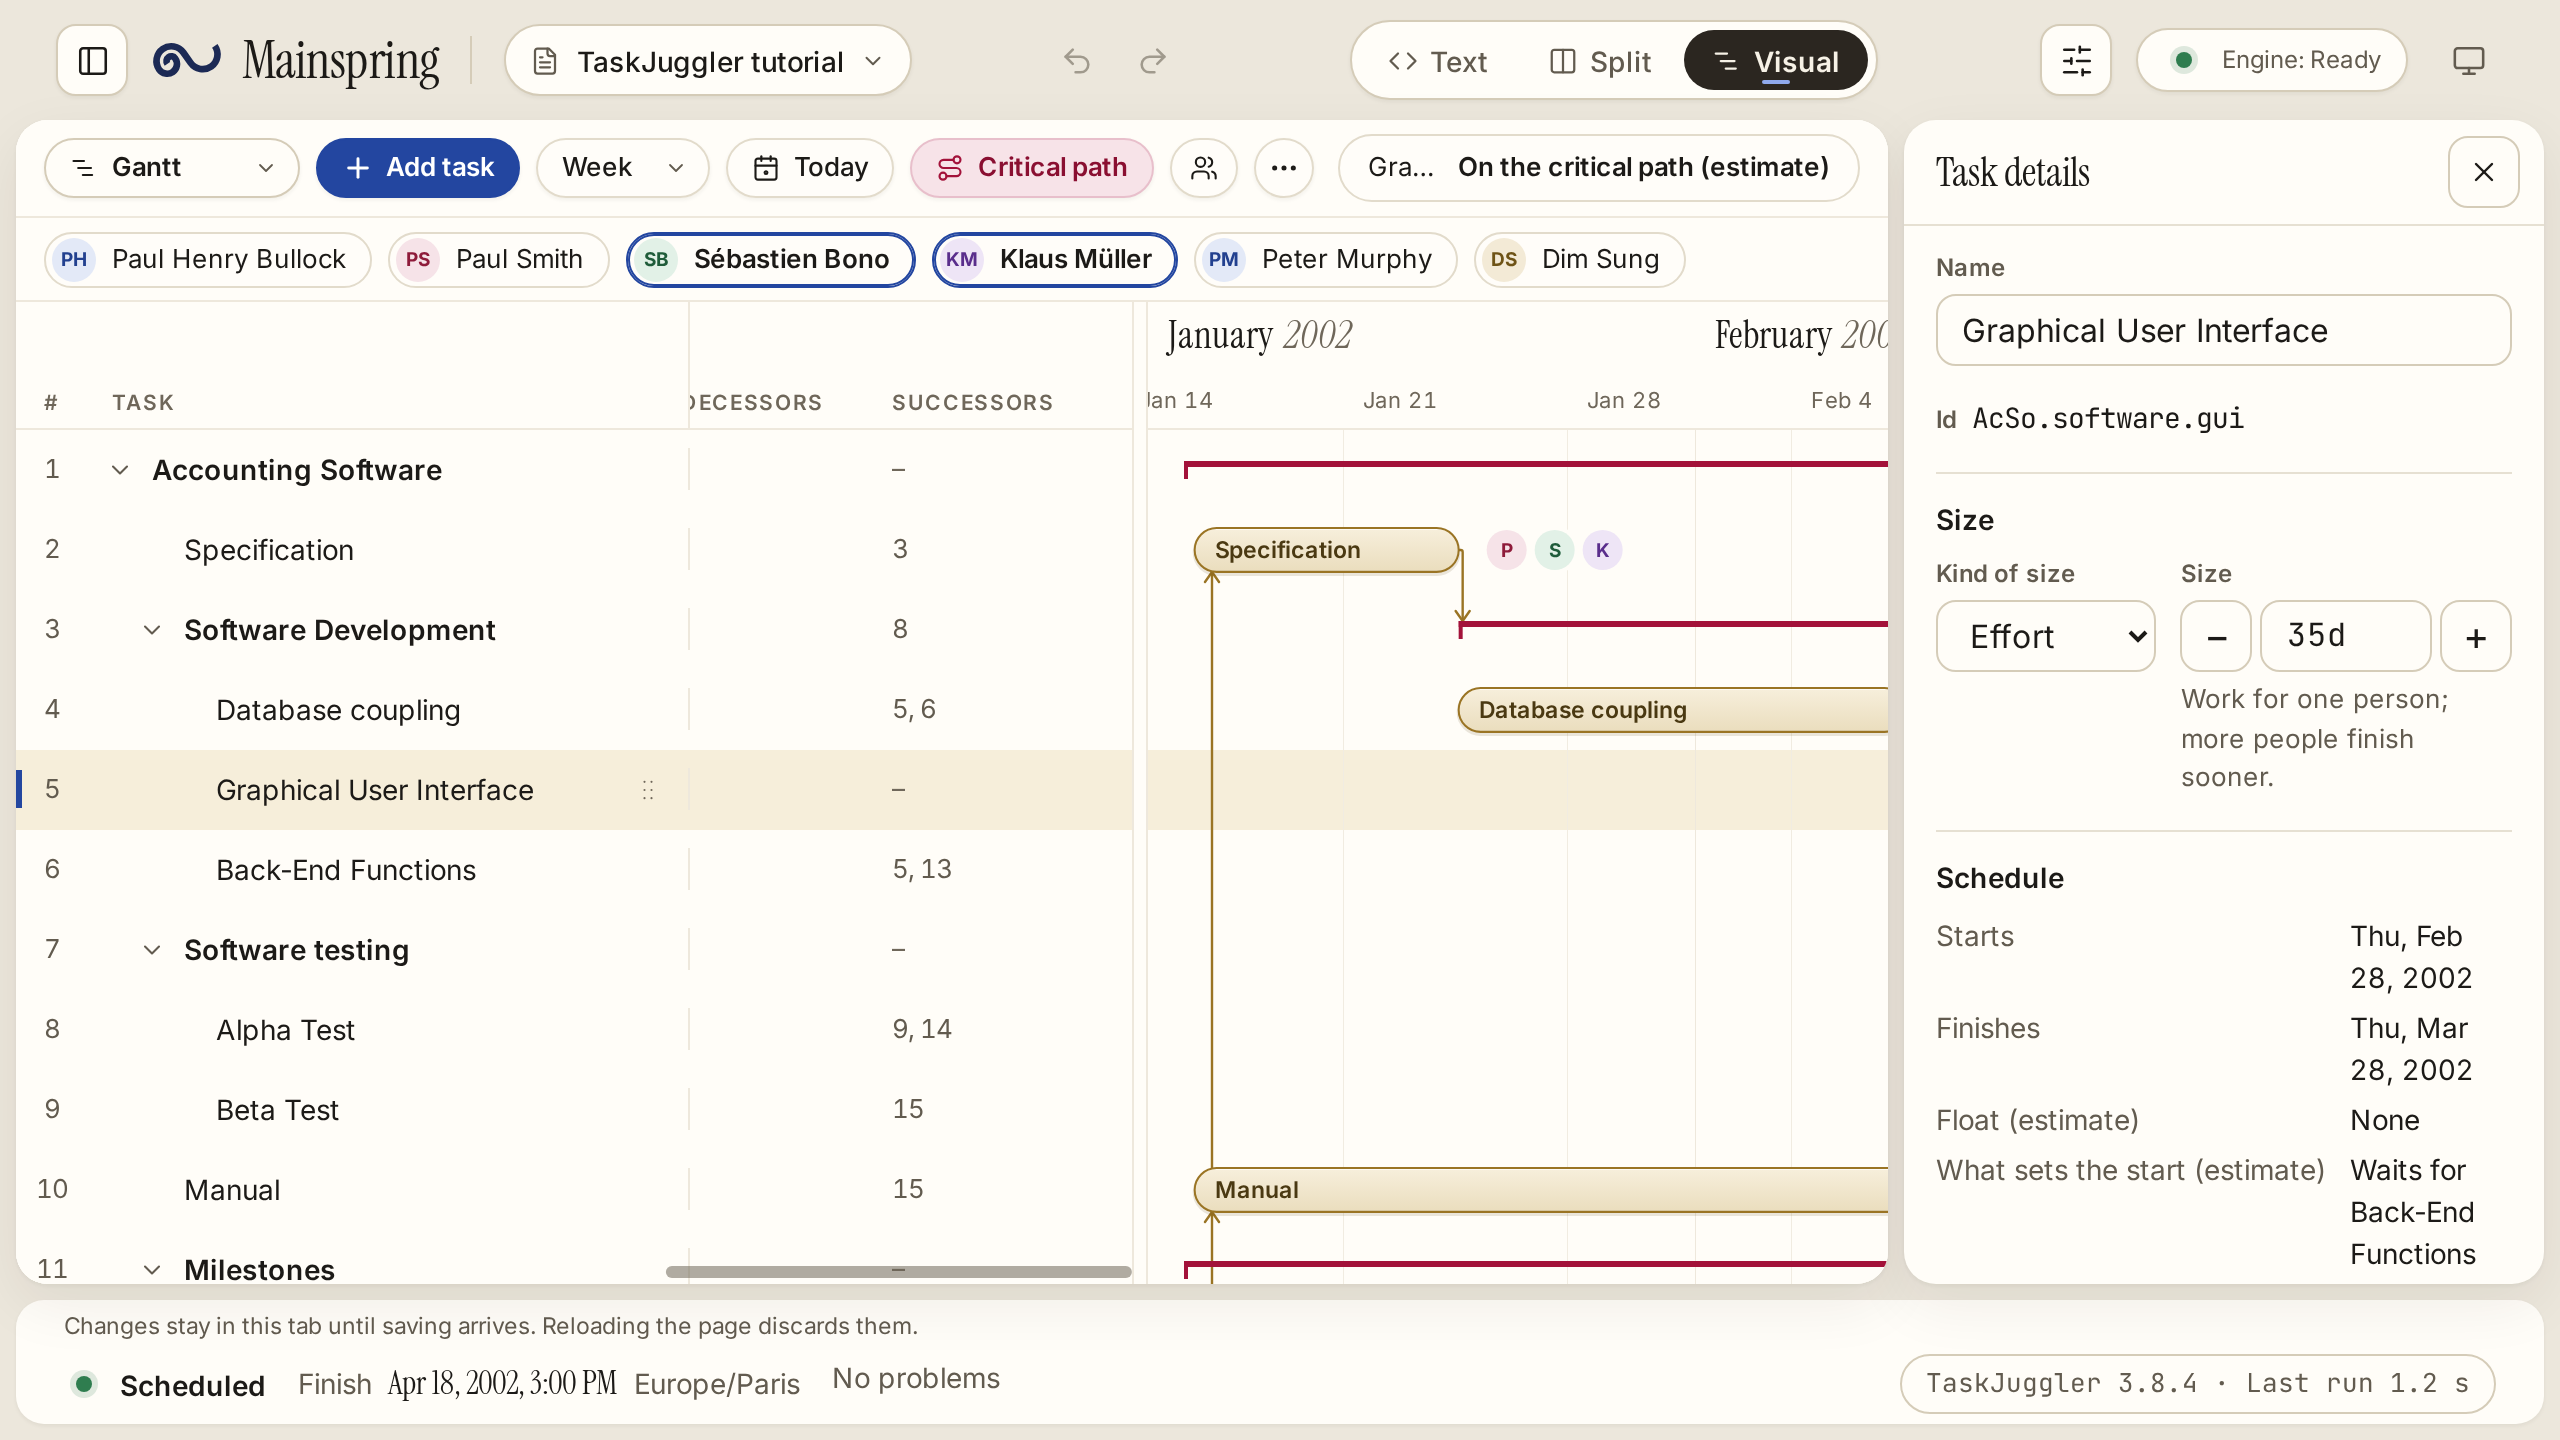 Mainspring
TaskJuggler tutorial
Text
Split
Visual
Engine: Ready
Gantt
Add task
Week
Today
Critical path
Gra... On the critical path (estimate)
PH Paul Henry Bullock
PS Paul Smith
SB Sébastien Bono
KM Klaus Müller
PM Peter Murphy
DS Dim Sung
January 2002
February 200
# TASK DECESSORS SUCCESSORS
Jan 14 Jan 21 Jan 28 Feb 4
1 Accounting Software –
2 Specification 3
Specification P S K
3 Software Development 8
4 Database coupling 5, 6
Database coupling
5 Graphical User Interface –
6 Back-End Functions 5, 13
7 Software testing –
8 Alpha Test 9, 14
9 Beta Test 15
10 Manual 15
Manual
11 Milestones –
Task details
Name
Graphical User Interface
Id AcSo.software.gui
Size
Kind of size Size
Effort – 35d +
Work for one person;
more people finish
sooner.
Schedule
Starts Thu, Feb
28, 2002
Finishes Thu, Mar
28, 2002
Float (estimate) None
What sets the start (estimate) Waits for
Back-End
Functions
Changes stay in this tab until saving arrives. Reloading the page discards them.
Scheduled Finish Apr 18, 2002, 3:00 PM Europe/Paris No problems
TaskJuggler 3.8.4 · Last run 1.2 s